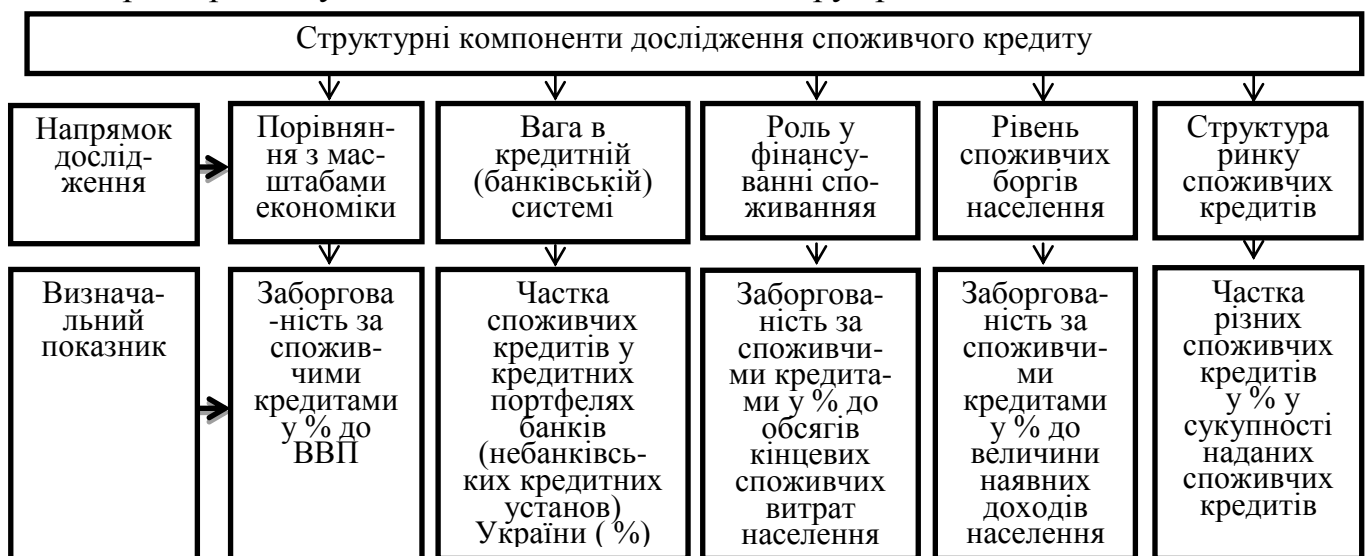 Структурні компоненти дослідження споживчого кредиту
Напрямок
дослід-
ження
Порівнян-
ня з мас-
штабами
економіки
Вага в
кредитній
(банківській)
системі
Роль у
фінансу-
ванні спо-
живанняя
Рівень
споживчих
боргів
населення
Структура
ринку
споживчих
кредитів
Визнача-
льний
показник
Заборгова
-ність за
спожив-
чими
кредитами
у % до
ВВП
Частка
споживчих
кредитів у
кредитних
портфелях
банків
(небанківсь-
ких кредитних
установ)
України ( %)
Заборгова-
ність за
споживчи-
ми кредита-
ми у % до
обсягів
кінцевих
споживчих
витрат
населення
Заборгова-
ність за
споживчи-
ми
кредитами
у % до
величини
наявних
доходів
населення
Частка
різних
споживчих
кредитів
у % у
сукупності
наданих
споживчих
кредитів